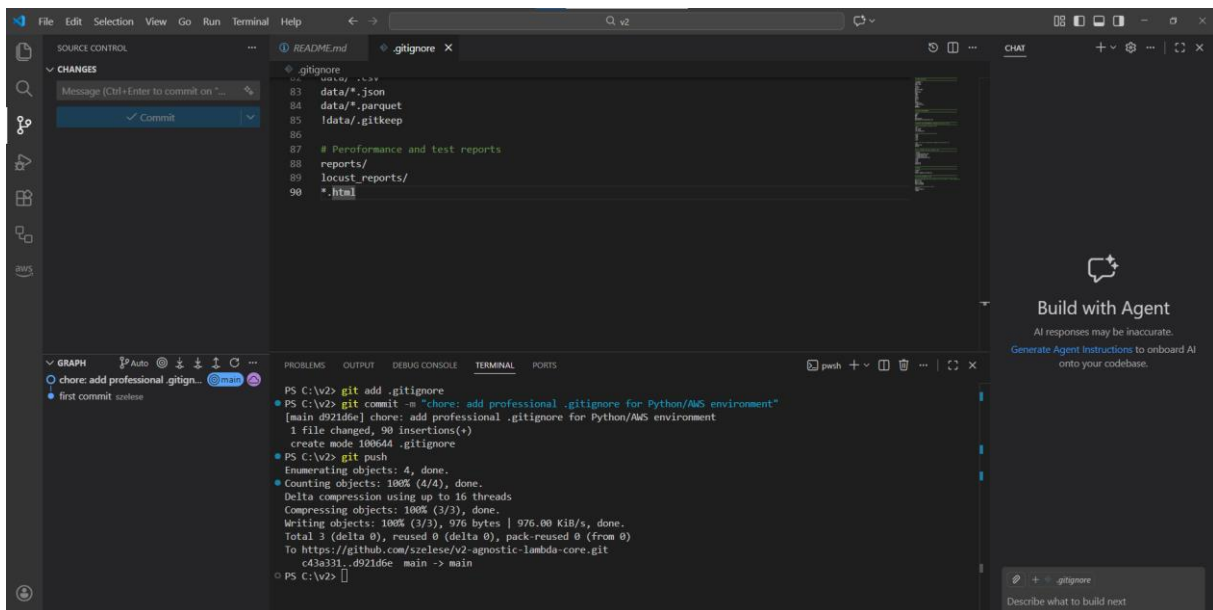 File Edit Selection View Go Run Terminal Help
v2
SOURCE CONTROL
CHANGES
Message (Ctrl+Enter to commit on "...
Commit
README.md
.gitignore
.gitignore
82
83 data/*.json
84 data/*.parquet
85 !data/.gitkeep
86
87 # Peroformance and test reports
88 reports/
89 locust_reports/
90 *.html
aws
GRAPH
Auto
chore: add professional .gitign... main
first commit szelese
PROBLEMS OUTPUT DEBUG CONSOLE TERMINAL PORTS
pwsh
PS C:\v2> git add .gitignore
PS C:\v2> git commit -m "chore: add professional .gitignore for Python/AWS environment"
[main d921d6e] chore: add professional .gitignore for Python/AWS environment
1 file changed, 90 insertions(+)
create mode 100644 .gitignore
PS C:\v2> git push
Enumerating objects: 4, done.
Counting objects: 100% (4/4), done.
Delta compression using up to 16 threads
Compressing objects: 100% (3/3), done.
Writing objects: 100% (3/3), 976 bytes | 976.00 KiB/s, done.
Total 3 (delta 0), reused 0 (delta 0), pack-reused 0 (from 0)
To https://github.com/szelese/v2-agnostic-lambda-core.git
c43a331..d921d6e main -> main
PS C:\v2>
CHAT
Build with Agent
AI responses may be inaccurate.
Generate Agent Instructions to onboard AI
onto your codebase.
.gitignore
Describe what to build next